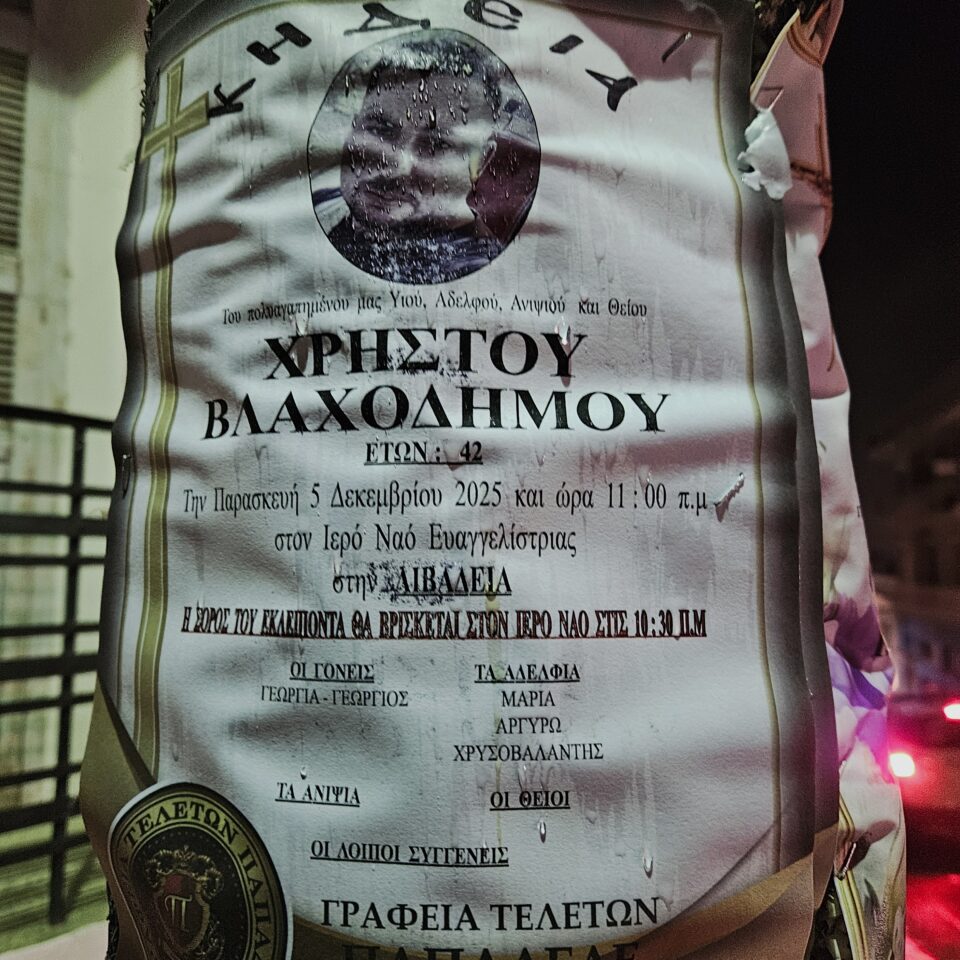 ΚΗΔΕΙΑ
Του πολυαγαπημένου μας Υιού, Αδελφού, Ανιψιού και Θείου
ΧΡΗΣΤΟΥ
ΒΛΑΧΟΔΗΜΟΥ
ΕΤΩΝ : 42
Την Παρασκευή 5 Δεκεμβρίου 2025 και ώρα 11 : 00 π.μ
στον Ιερό Ναό Ευαγγελίστριας
στην ΛΙΒΑΔΕΙΑ
Η ΣΟΡΟΣ ΤΟΥ ΕΚΛΕΙΠΟΝΤΑ ΘΑ ΒΡΙΣΚΕΤΑΙ ΣΤΟΝ ΙΕΡΟ ΝΑΟ ΣΤΙΣ 10 : 30 Π.Μ
ΟΙ ΓΟΝΕΙΣ
ΓΕΩΡΓΙΑ - ΓΕΩΡΓΙΟΣ
ΤΑ ΑΔΕΛΦΙΑ
ΜΑΡΙΑ
ΑΡΓΥΡΩ
ΧΡΥΣΟΒΑΛΑΝΤΗΣ
ΤΑ ΑΝΙΨΙΑ
ΟΙ ΘΕΙΟΙ
ΟΙ ΛΟΙΠΟΙ ΣΥΓΓΕΝΕΙΣ
ΤΕΛΕΤΩΝ
Π
ΓΡΑΦΕΙΑ ΤΕΛΕΤΩΝ